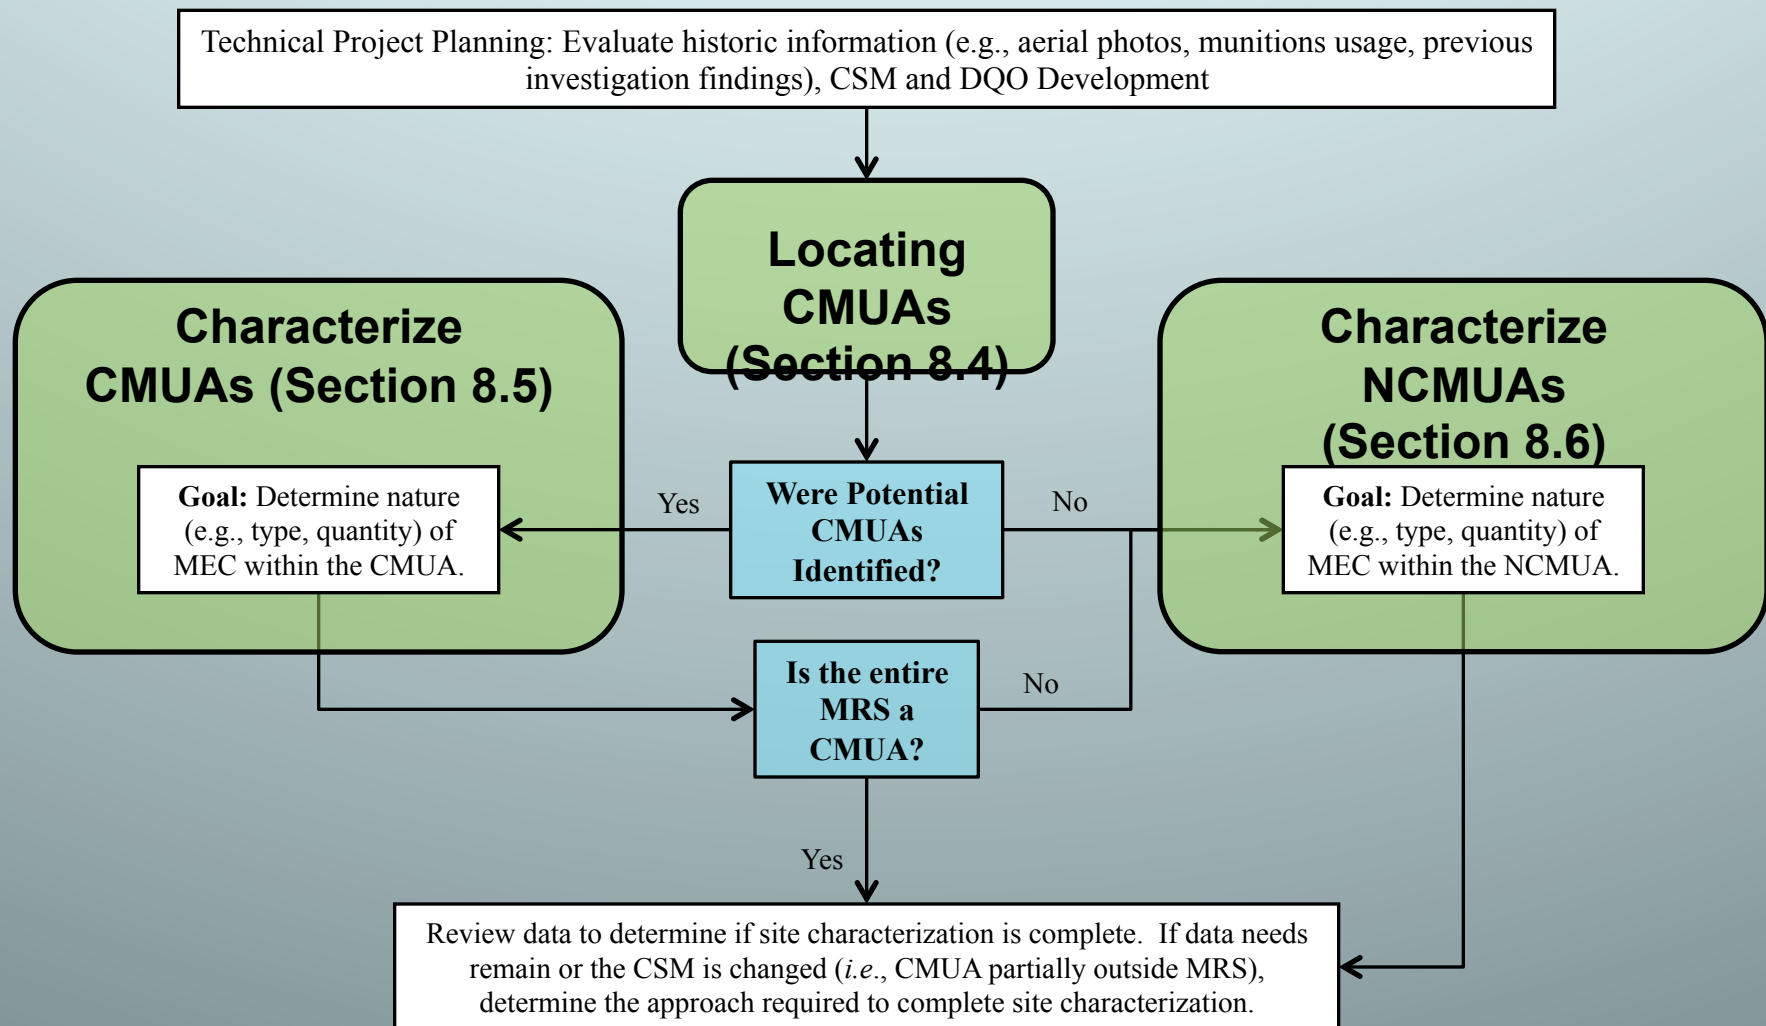 Technical Project Planning: Evaluate historic information (e.g., aerial photos, munitions usage, previous
investigation findings), CSM and DQO Development
Locating
CMUAs
(Section 8.4)
Characterize
CMUAs (Section 8.5)
Characterize
NCMUAs
(Section 8.6)
Goal: Determine nature
(e.g., type, quantity) of
MEC within the CMUA.
Yes
Were Potential
CMUAs
Identified?
No
Goal: Determine nature
(e.g., type, quantity) of
MEC within the NCMUA.
Is the entire
MRS a
CMUA?
No
Yes
Review data to determine if site characterization is complete.  If data needs
remain or the CSM is changed (i.e., CMUA partially outside MRS),
determine the approach required to complete site characterization.